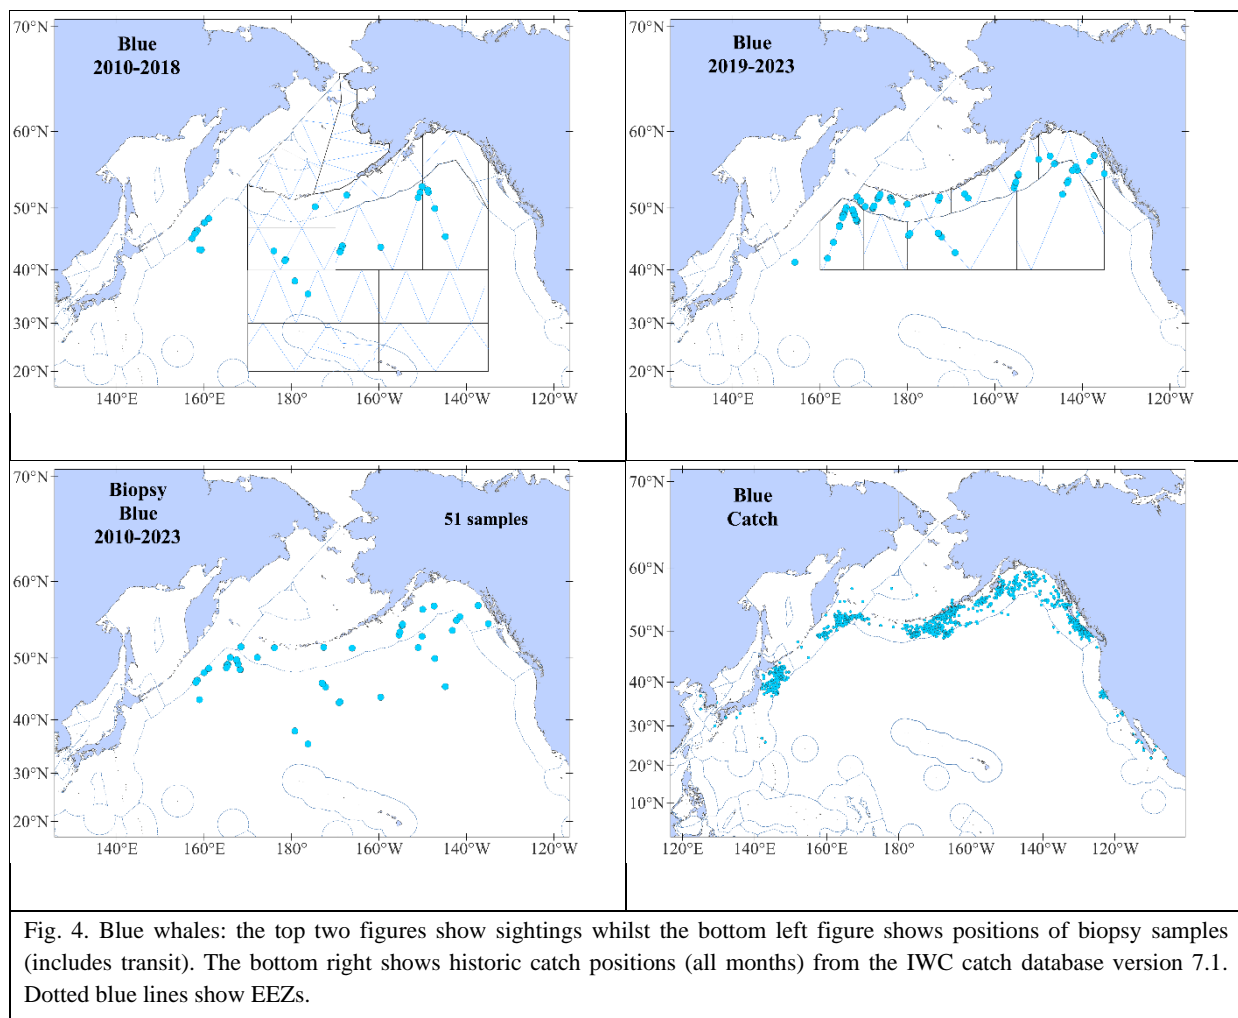 70°N
Blue
2010-2018
60°N
50°N
40°N
30°N
20°N
140°E 160°E 180° 160°W 140°W 120°W
70°N
Blue
2019-2023
60°N
50°N
40°N
30°N
20°N
140°E 160°E 180° 160°W 140°W 120°W
70°N
Biopsy
Blue
2010-2023
51 samples
60°N
50°N
40°N
30°N
20°N
140°E 160°E 180° 160°W 140°W 120°W
70°N
Blue
Catch
60°N
50°N
40°N
30°N
20°N
10°N
120°E 140°E 160°E 180° 160°W 140°W 120°W
Fig. 4. Blue whales: the top two figures show sightings whilst the bottom left figure shows positions of biopsy samples
(includes transit). The bottom right shows historic catch positions (all months) from the IWC catch database version 7.1.
Dotted blue lines show EEZs.